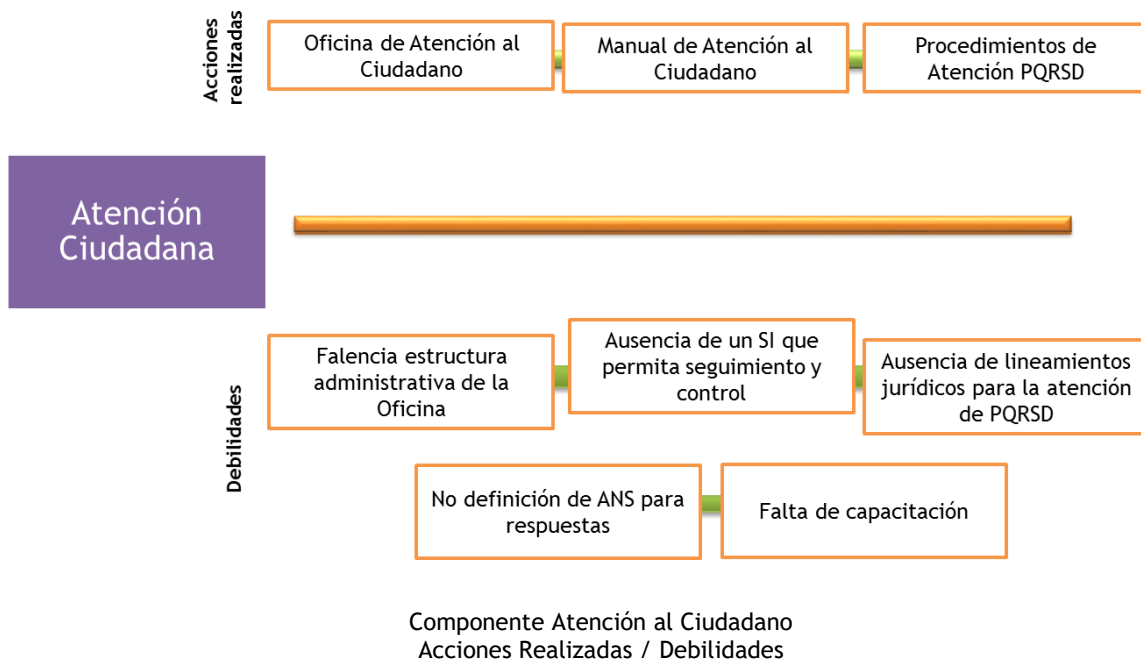 Acciones
realizadas
Oficina de Atención al
Ciudadano
Manual de Atención al
Ciudadano
Procedimientos de
Atención PQRSD
Atención
Ciudadana
Debilidades
Falencia estructura
administrativa de la
Oficina
Ausencia de un SI que
permita seguimiento y
control
Ausencia de lineamientos
jurídicos para la atención
de PQRSD
No definición de ANS para
respuestas
Falta de capacitación
Componente Atención al Ciudadano
Acciones Realizadas / Debilidades